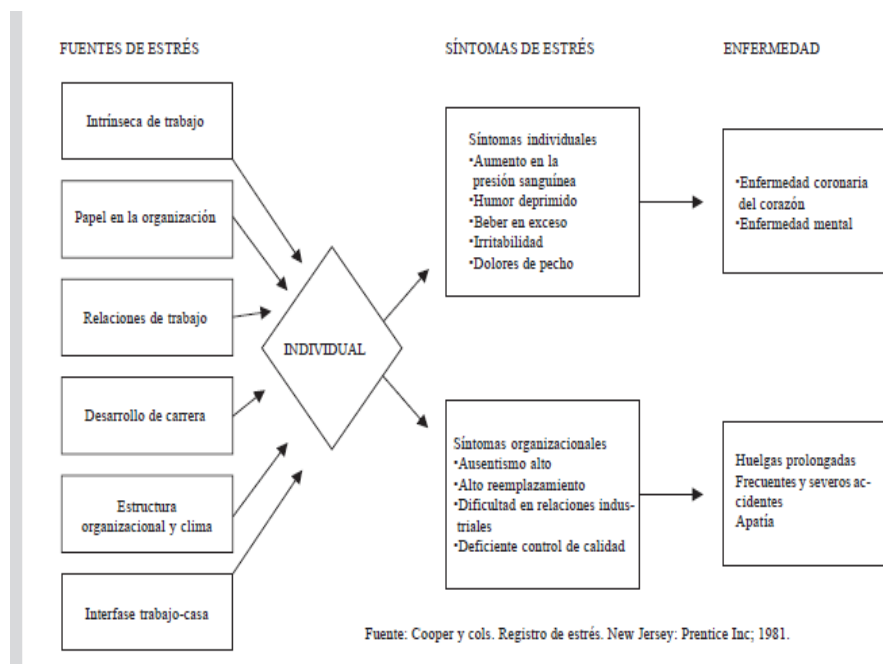 FUENTES DE ESTRÉS
SÍNTOMAS DE ESTRÉS
ENFERMEDAD
Intrínseca de trabajo
Papel en la organización
Relaciones de trabajo
Desarrollo de carrera
Estructura
organizacional y clima
Interfase trabajo-casa
INDIVIDUAL
Síntomas individuales
•Aumento en la
presión sanguínea
•Humor deprimido
•Beber en exceso
•Irritabilidad
•Dolores de pecho
•Enfermedad coronaria
del corazón
•Enfermedad mental
Síntomas organizacionales
•Ausentismo alto
•Alto reemplazamiento
•Dificultad en relaciones indus-
triales
•Deficiente control de calidad
Huelgas prolongadas
Frecuentes y severos ac-
cidentes
Apatía
Fuente: Cooper y cols. Registro de estrés. New Jersey: Prentice Inc; 1981.